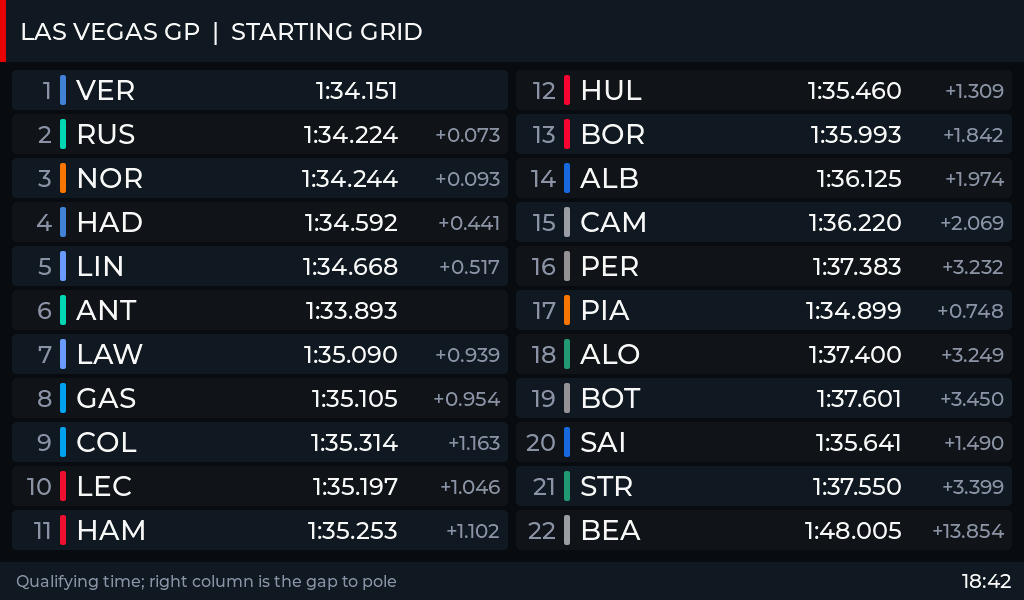 LAS VEGAS GP | STARTING GRID
1 VER 1:34.151
2 RUS 1:34.224 +0.073
3 NOR 1:34.244 +0.093
4 HAD 1:34.592 +0.441
5 LIN 1:34.668 +0.517
6 ANT 1:33.893
7 LAW 1:35.090 +0.939
8 GAS 1:35.105 +0.954
9 COL 1:35.314 +1.163
10 LEC 1:35.197 +1.046
11 HAM 1:35.253 +1.102
12 HUL 1:35.460 +1.309
13 BOR 1:35.993 +1.842
14 ALB 1:36.125 +1.974
15 CAM 1:36.220 +2.069
16 PER 1:37.383 +3.232
17 PIA 1:34.899 +0.748
18 ALO 1:37.400 +3.249
19 BOT 1:37.601 +3.450
20 SAI 1:35.641 +1.490
21 STR 1:37.550 +3.399
22 BEA 1:48.005 +13.854
Qualifying time; right column is the gap to pole
18:42